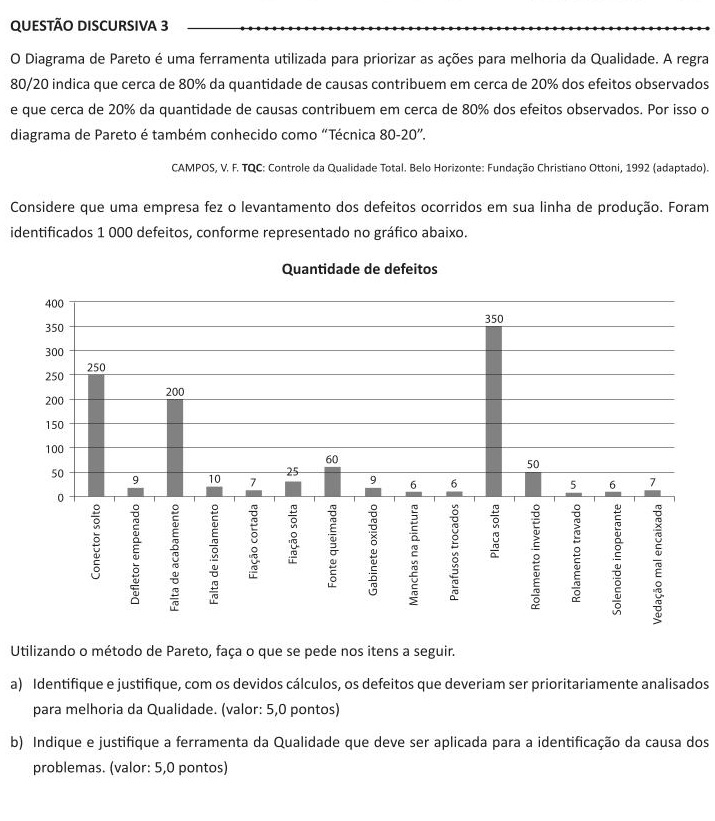 QUESTÃO DISCURSIVA 3
O Diagrama de Pareto é uma ferramenta utilizada para priorizar as ações para melhoria da Qualidade. A regra
80/20 indica que cerca de 80% da quantidade de causas contribuem em cerca de 20% dos efeitos observados
e que cerca de 20% da quantidade de causas contribuem em cerca de 80% dos efeitos observados. Por isso o
diagrama de Pareto é também conhecido como “Técnica 80-20”.
CAMPOS, V. F. TQC: Controle da Qualidade Total. Belo Horizonte: Fundação Christiano Ottoni, 1992 (adaptado).
Considere que uma empresa fez o levantamento dos defeitos ocorridos em sua linha de produção. Foram
identificados 1 000 defeitos, conforme representado no gráfico abaixo.
Quantidade de defeitos
400
350
300
250
200
150
100
50
0
250
9
200
10
7
25
60
9
6
6
350
50
5
6
7
Conector solto
Defletor empenado
Falta de acabamento
Falta de isolamento
Fiação cortada
Fiação solta
Fonte queimada
Gabinete oxidado
Manchas na pintura
Parafusos trocados
Placa solta
Rolamento invertido
Rolamento travado
Solenoide inoperante
Vedação mal encaixada
Utilizando o método de Pareto, faça o que se pede nos itens a seguir.
a) Identifique e justifique, com os devidos cálculos, os defeitos que deveriam ser prioritariamente analisados
para melhoria da Qualidade. (valor: 5,0 pontos)
b) Indique e justifique a ferramenta da Qualidade que deve ser aplicada para a identificação da causa dos
problemas. (valor: 5,0 pontos)